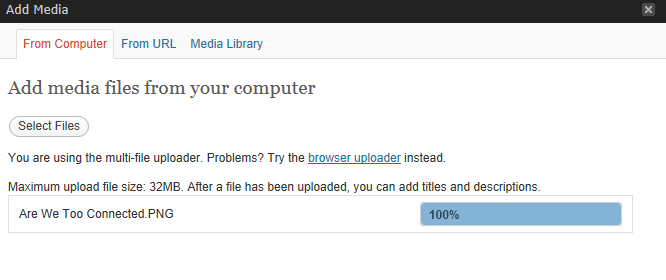 Add Media
From Computer From URL Media Library
Add media files from your computer
Select Files
You are using the multi-file uploader. Problems? Try the browser uploader instead.
Maximum upload file size: 32MB. After a file has been uploaded, you can add titles and descriptions.
Are We Too Connected.PNG 100%